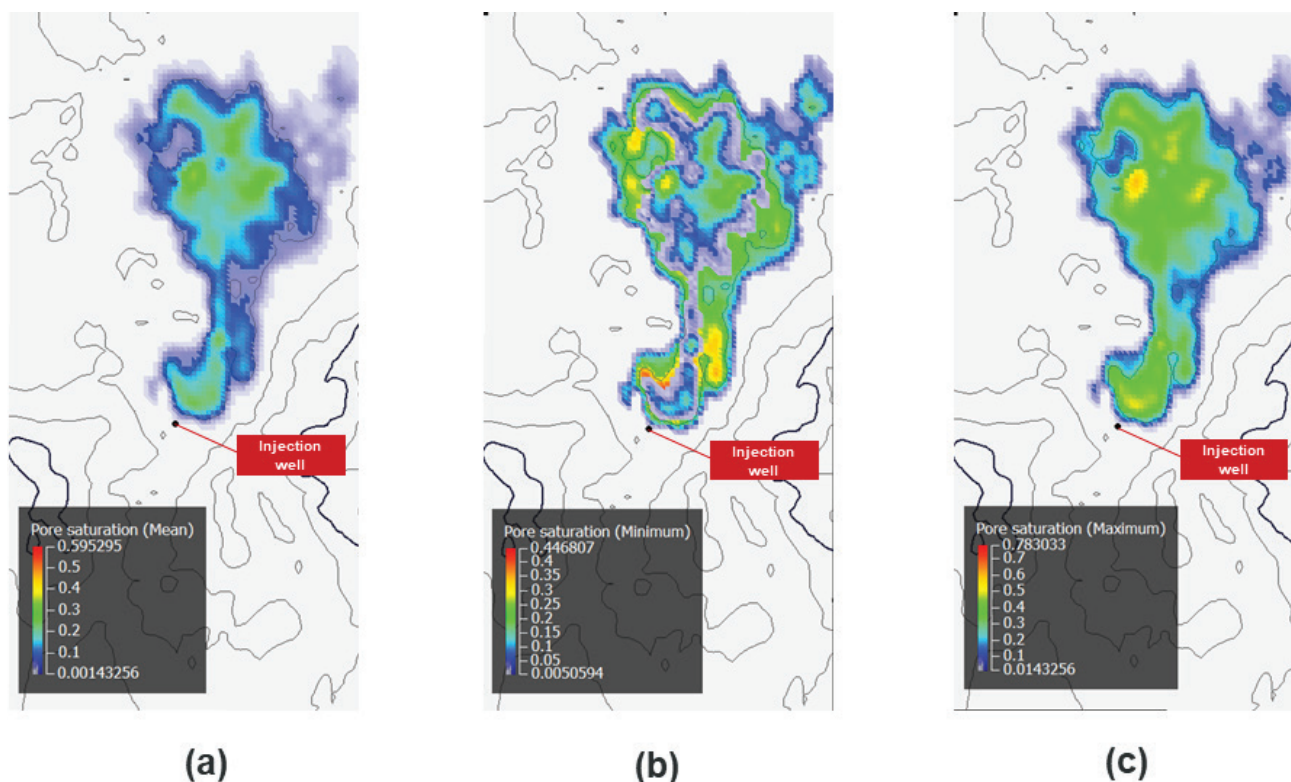 Injection
well
Pore saturation (Mean)
0.595295
0.5
0.4
0.3
0.2
0.1
0.00143256
(a)
Injection
well
Pore saturation (Minimum)
0.446807
0.4
0.35
0.3
0.25
0.2
0.15
0.1
0.05
0.0050594
(b)
Injection
well
Pore saturation (Maximum)
0.783033
0.7
0.6
0.5
0.4
0.3
0.2
0.1
0.0143256
(c)